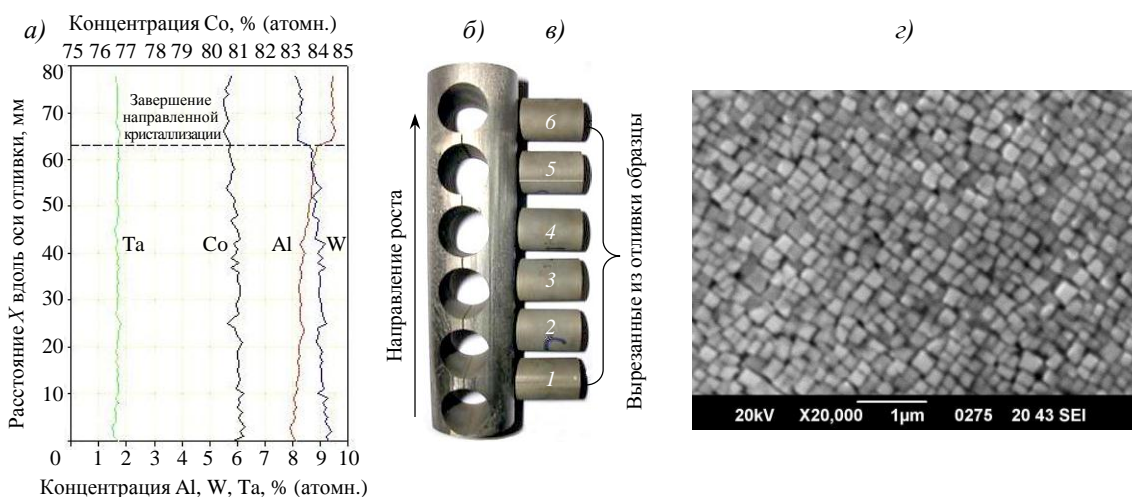 а)
Концентрация Co, % (атомн.)
75 76 77 78 79 80 81 82 83 84 85
80
70
60
50
40
30
20
10
0
Расстояние X вдоль оси отливки, мм
Завершение
направленной
кристаллизации
Ta
Co
Al
W
0 1 2 3 4 5 6 7 8 9 10
Концентрация Al, W, Ta, % (атомн.)
б)
Направление роста
в)
6
5
4
3
2
1
Вырезанные из отливки образцы
г)
20kV X20,000 1µm 0275 20 43 SEI